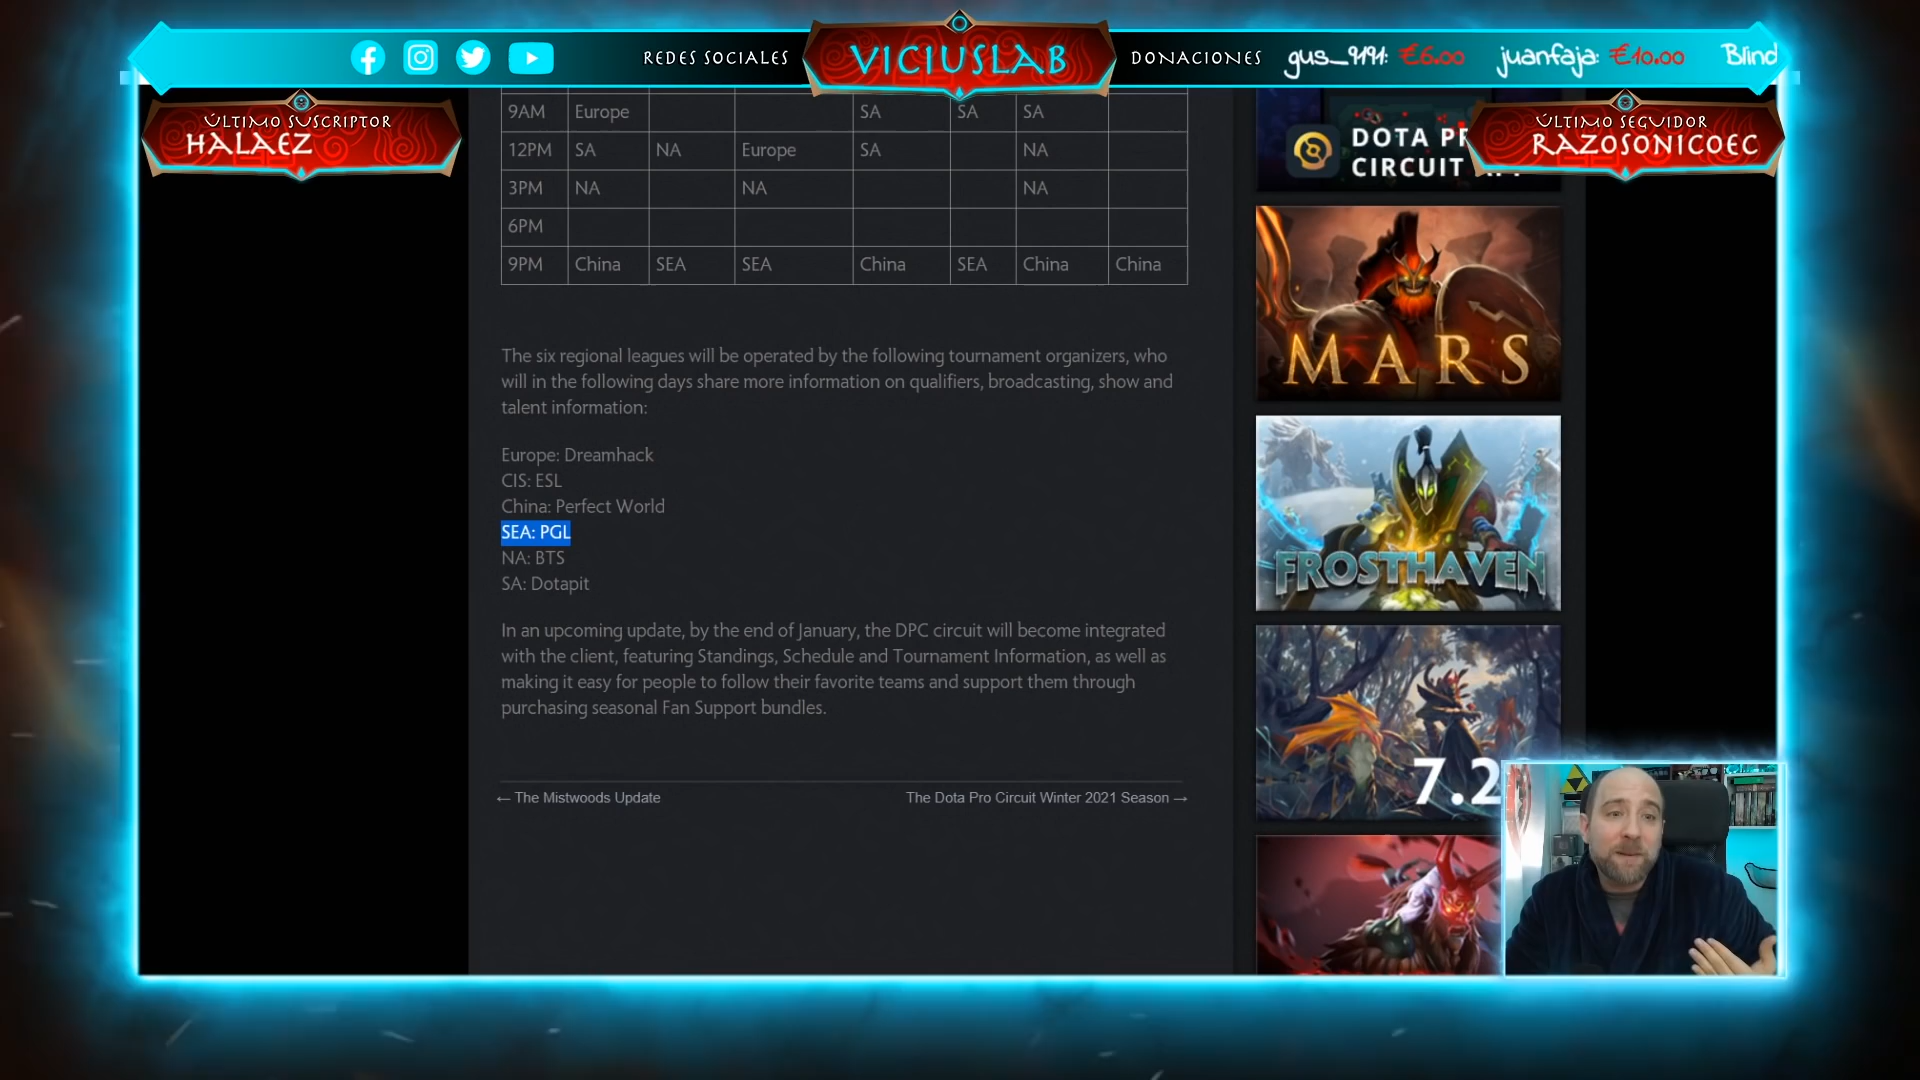 REDES SOCIALES
VICIUSLAB
DONACIONES
gus_9191: €6.00 juanfaja: €10.00 Blind
ÚLTIMO SUSCRIPTOR
HALAEZ
ÚLTIMO SEGUIDOR
RAZOSONICOEC
9AM Europe SA SA SA
12PM SA NA Europe SA NA
3PM NA NA NA
6PM
9PM China SEA SEA China SEA China China
The six regional leagues will be operated by the following tournament organizers, who
will in the following days share more information on qualifiers, broadcasting, show and
talent information:
Europe: Dreamhack
CIS: ESL
China: Perfect World
SEA: PGL
NA: BTS
SA: Dotapit
In an upcoming update, by the end of January, the DPC circuit will become integrated
with the client, featuring Standings, Schedule and Tournament Information, as well as
making it easy for people to follow their favorite teams and support them through
purchasing seasonal Fan Support bundles.
← The Mistwoods Update
The Dota Pro Circuit Winter 2021 Season →
DOTA PR
CIRCUIT
MARS
FROSTHAVEN
7.2